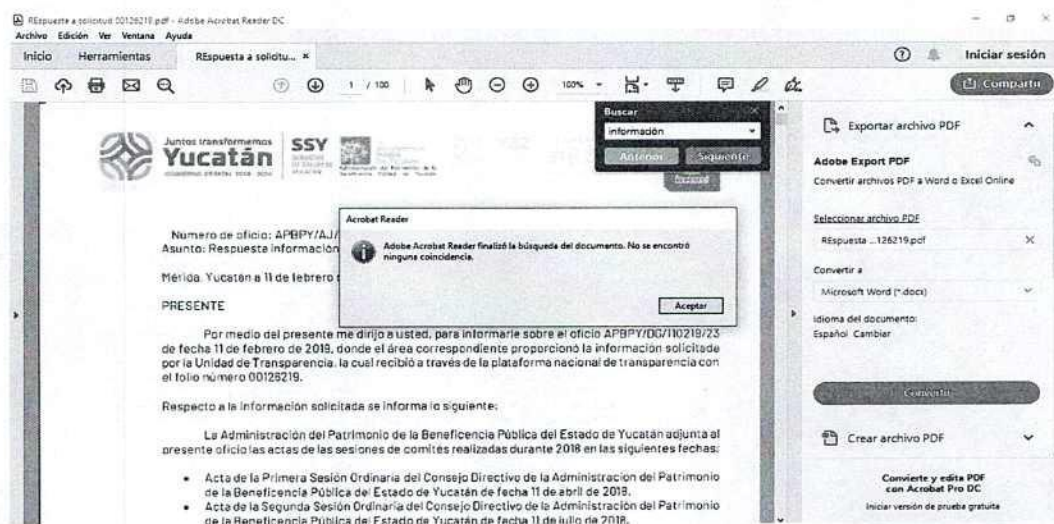 REspuesta a solicitud 00126219.pdf - Adobe Acrobat Reader DC
Archivo Edición Ver Ventana Ayuda
Inicio Herramientas REspuesta a solicitu... ×
Iniciar sesión
1 / 100
100%
Compartir
Buscar
información
Anterior Siguiente
Juntos transformemos
Yucatán
SSY
Acrobat Reader
Adobe Acrobat Reader finalizó la búsqueda del documento. No se encontró
ninguna coincidencia.
Aceptar
Número de oficio: APBPY/AJ/
Asunto: Respuesta información
Mérida, Yucatán a 11 de febrero
PRESENTE
Por medio del presente me dirijo a usted, para informarle sobre el oficio APBPY/DG/110219/23
de fecha 11 de febrero de 2019, donde el área correspondiente proporcionó la información solicitada
por la Unidad de Transparencia, la cual recibió a través de la plataforma nacional de transparencia con
el folio número 00126219.
Respecto a la información solicitada se informa lo siguiente:
La Administración del Patrimonio de la Beneficencia Pública del Estado de Yucatán adjunta al
presente oficio las actas de las sesiones de comités realizadas durante 2018 en las siguientes fechas:
• Acta de la Primera Sesión Ordinaria del Consejo Directivo de la Administración del Patrimonio
de la Beneficencia Pública del Estado de Yucatán de fecha 11 de abril de 2018.
• Acta de la Segunda Sesión Ordinaria del Consejo Directivo de la Administración del Patrimonio
de la Beneficencia Pública del Estado de Yucatán de fecha 11 de julio de 2018.
Exportar archivo PDF
Adobe Export PDF
Convertir archivos PDF a Word o Excel Online
Seleccionar archivo PDF
REspuesta ...126219.pdf ×
Convertir a
Microsoft Word (*.docx)
Idioma del documento:
Español Cambiar
Convertir
Crear archivo PDF
Convierte y edita PDF
con Acrobat Pro DC
Iniciar versión de prueba gratuita